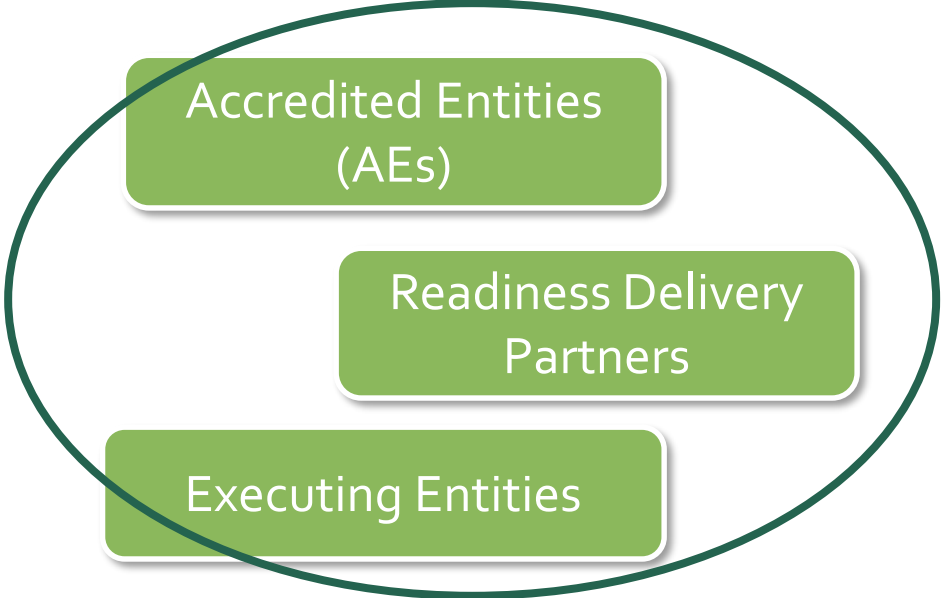 Accredited Entities
(AEs)
Readiness Delivery
Partners
Executing Entities